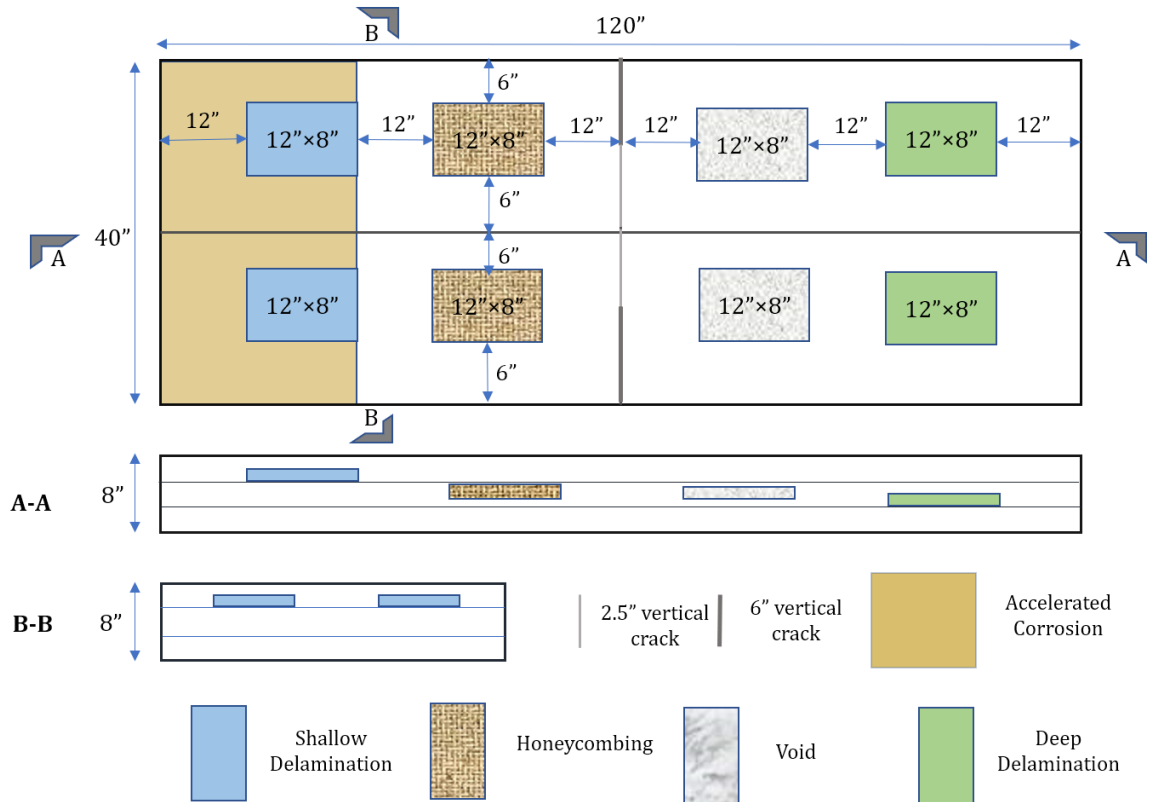 B
120”
6”
12”
12”
12”
12”
12”
12”
12”×8”
12”×8”
12”×8”
12”×8”
6”
A
40”
A
6”
12”×8”
12”×8”
12”×8”
12”×8”
6”
B
A-A
8”
B-B
8”
2.5” vertical
crack
6” vertical
crack
Accelerated
Corrosion
Shallow
Delamination
Honeycombing
Void
Deep
Delamination